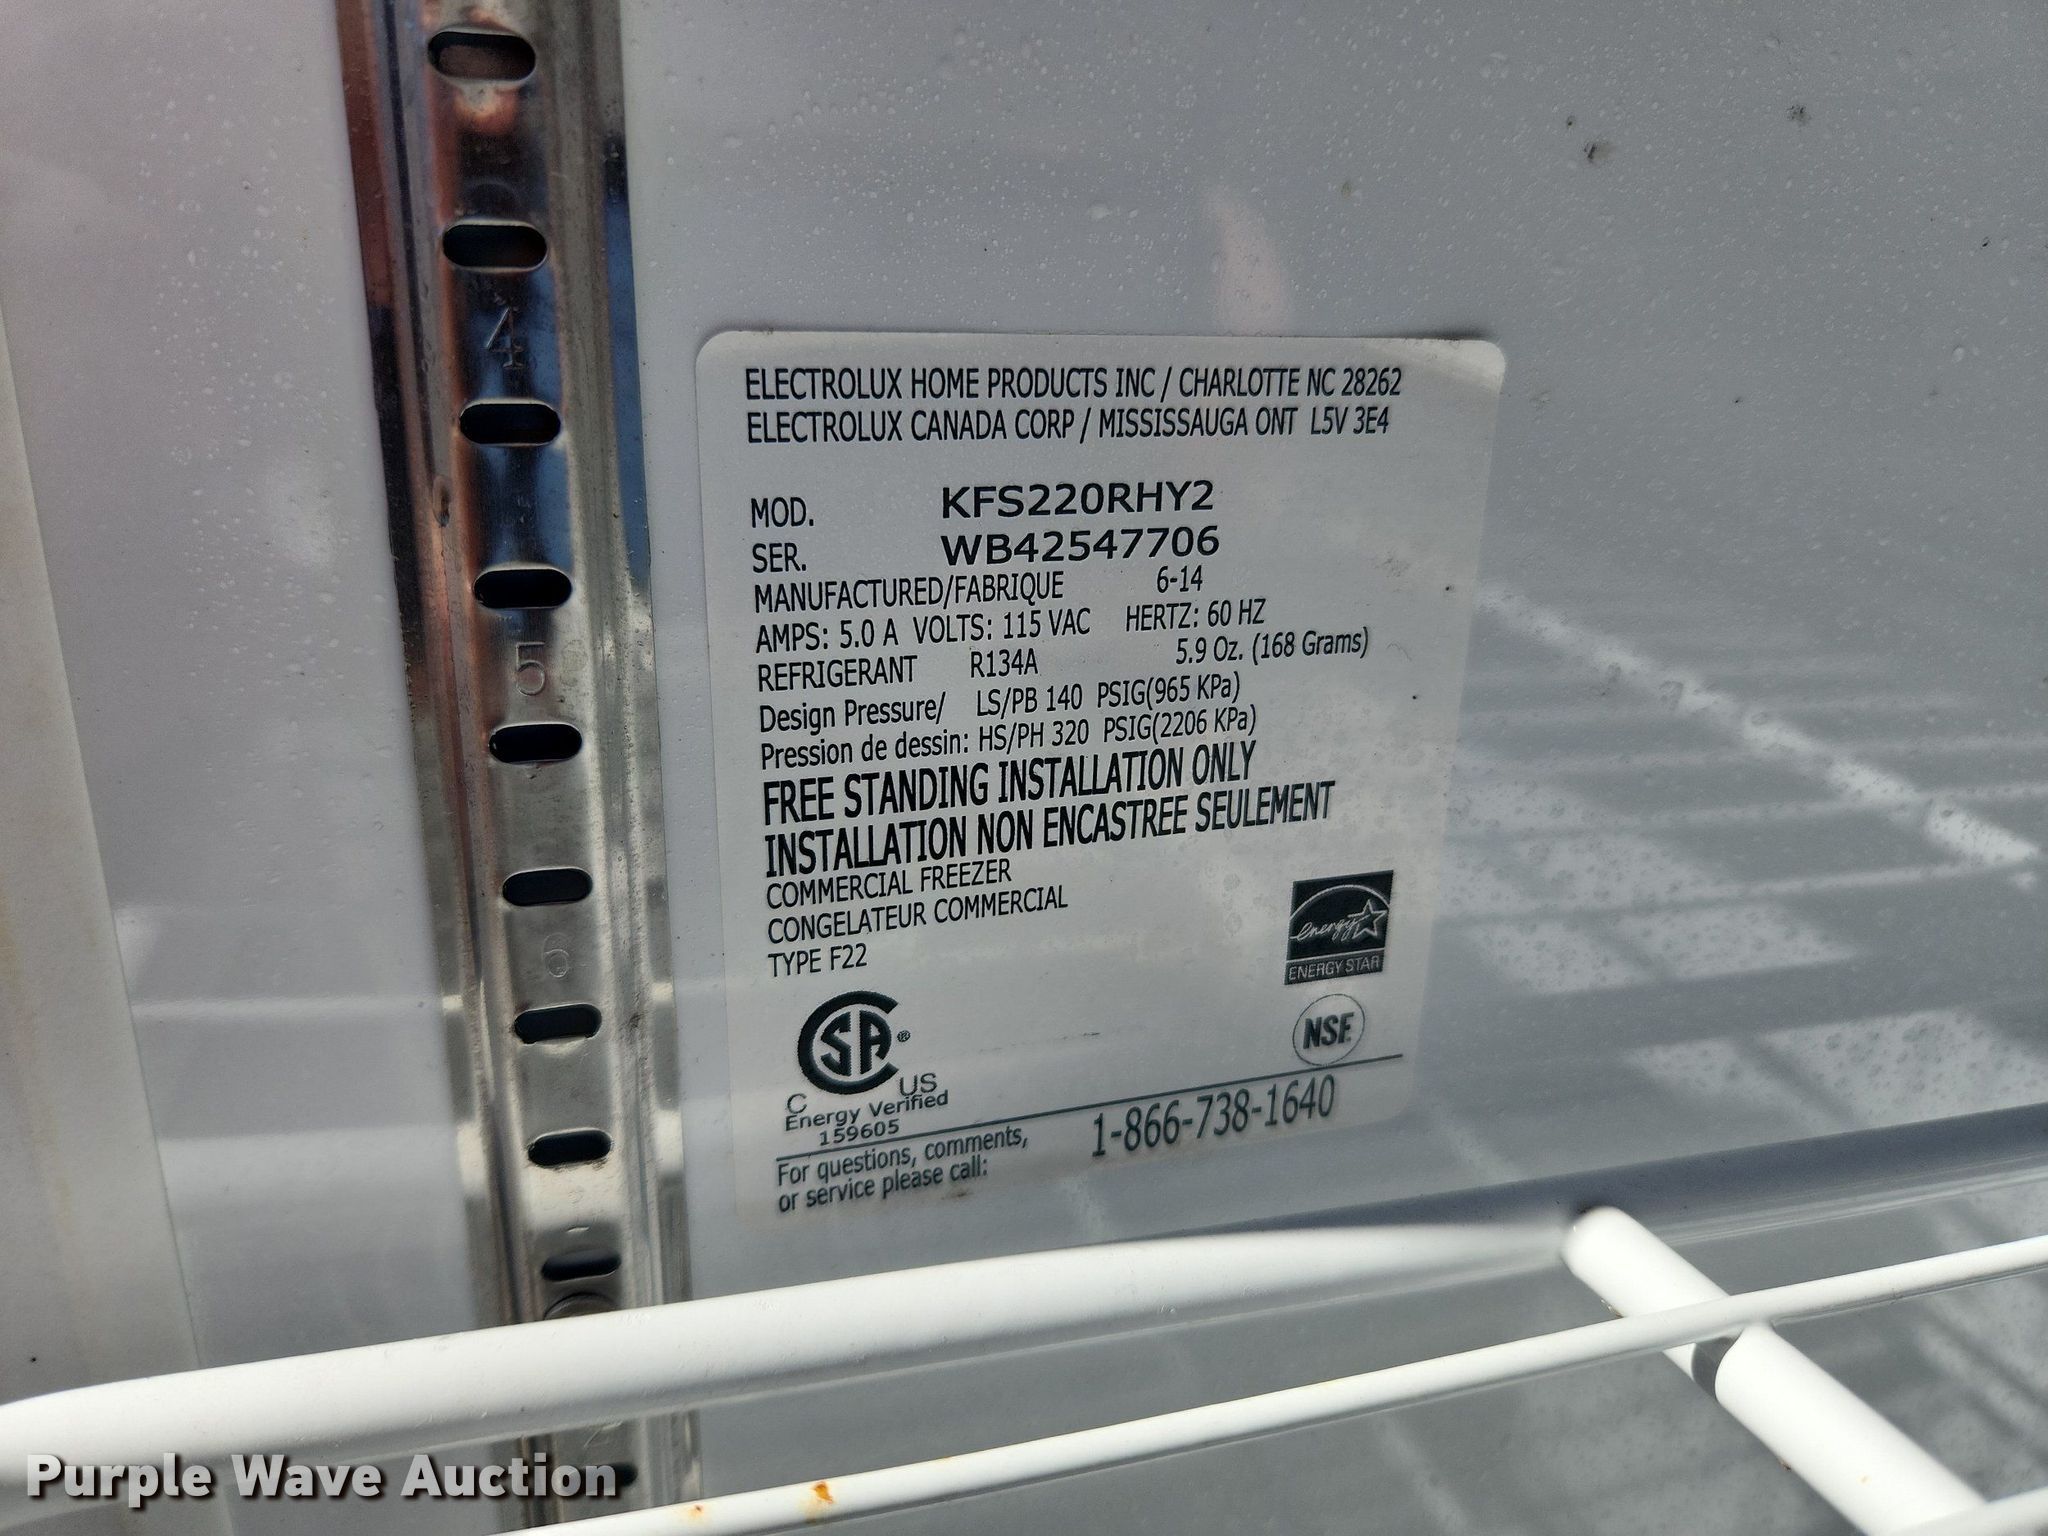 4
5
6
ELECTROLUX HOME PRODUCTS INC / CHARLOTTE NC 28262
ELECTROLUX CANADA CORP / MISSISSAUGA ONT L5V 3E4
MOD. KFS220RHY2
SER. WB42547706
MANUFACTURED/FABRIQUE 6-14
AMPS: 5.0 A VOLTS: 115 VAC HERTZ: 60 HZ
REFRIGERANT R134A 5.9 Oz. (168 Grams)
Design Pressure/ LS/PB 140 PSIG(965 KPa)
Pression de dessin: HS/PH 320 PSIG(2206 KPa)
FREE STANDING INSTALLATION ONLY
INSTALLATION NON ENCASTREE SEULEMENT
COMMERCIAL FREEZER
CONGELATEUR COMMERCIAL
TYPE F22
energy
ENERGY STAR
SA ®
C US
Energy Verified
159605
NSF.
For questions, comments,
or service please call:
1-866-738-1640
Purple Wave Auction